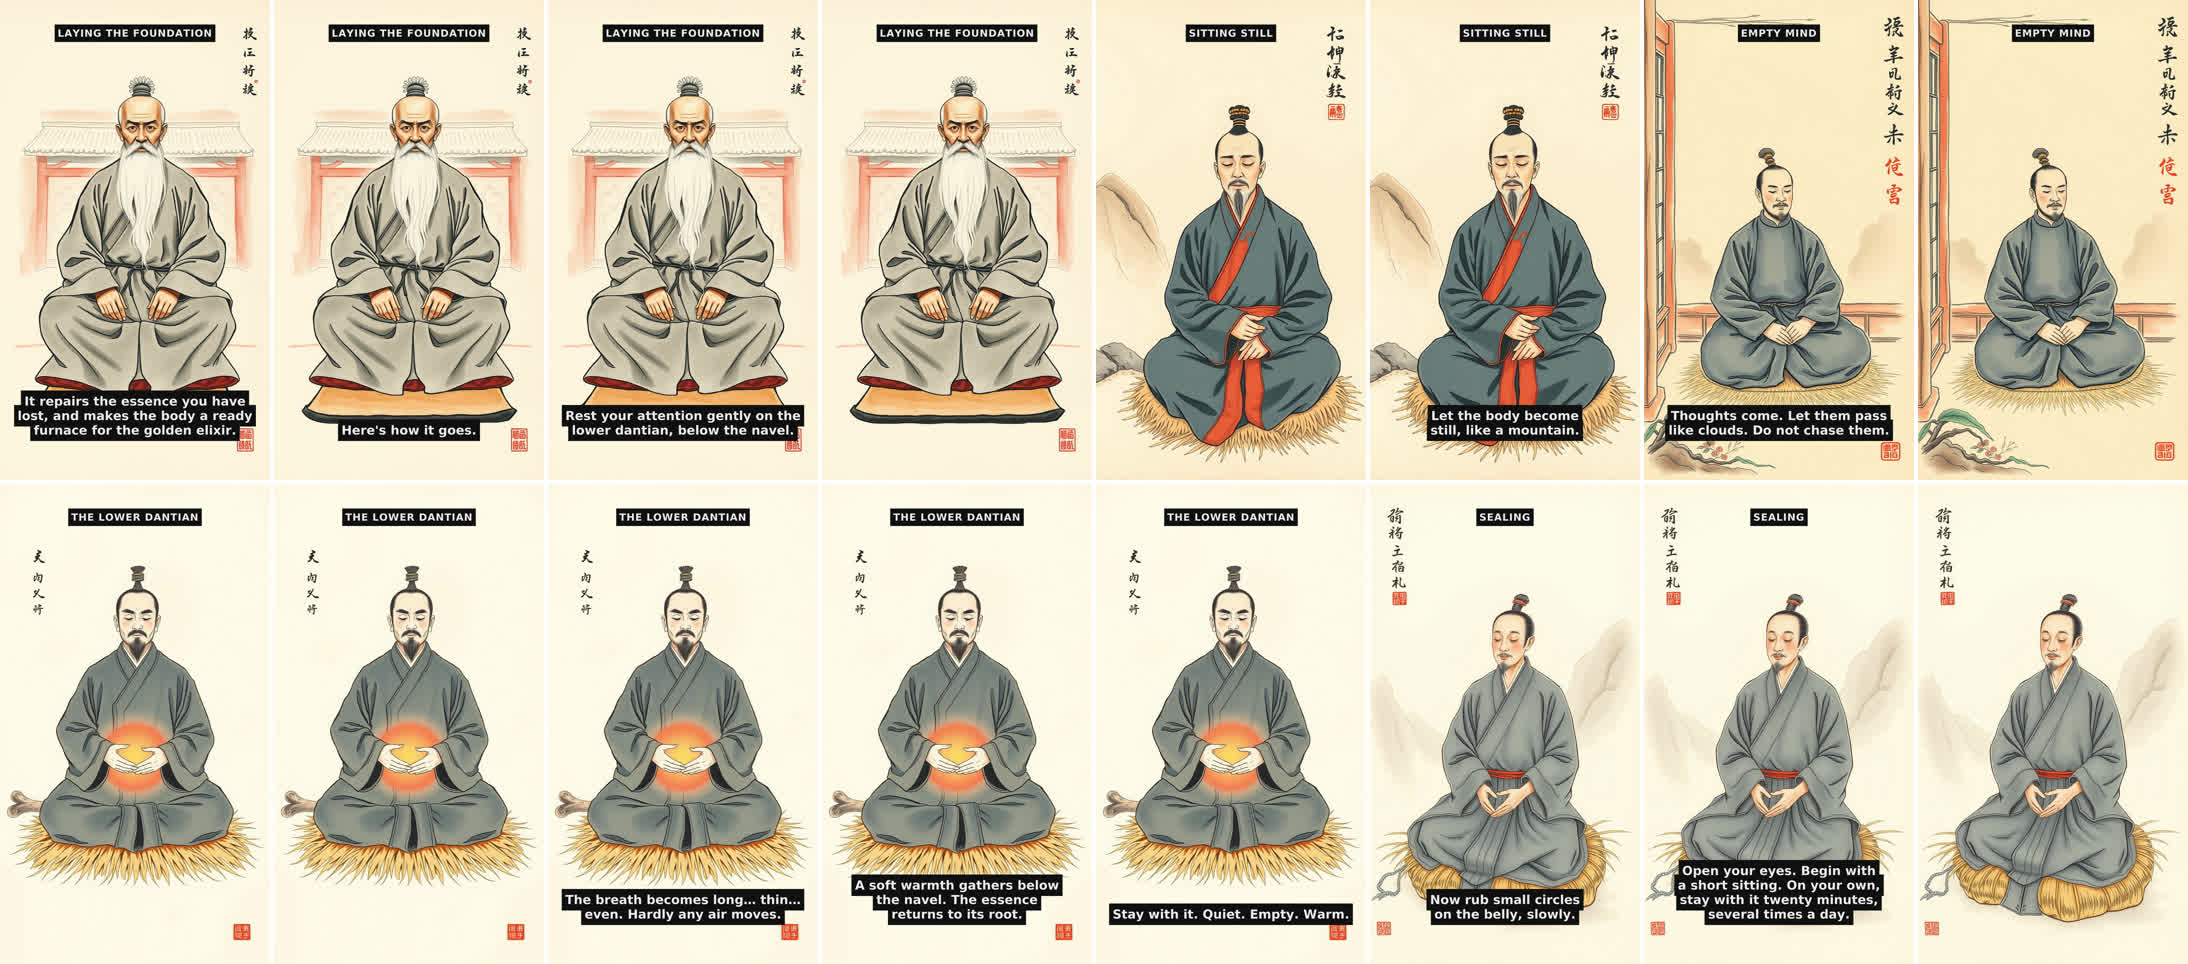 LAYING THE FOUNDATION
It repairs the essence you have
lost, and makes the body a ready
furnace for the golden elixir.
LAYING THE FOUNDATION
Here's how it goes.
LAYING THE FOUNDATION
Rest your attention gently on the
lower dantian, below the navel.
LAYING THE FOUNDATION
SITTING STILL
SITTING STILL
Let the body become
still, like a mountain.
EMPTY MIND
Thoughts come. Let them pass
like clouds. Do not chase them.
EMPTY MIND
THE LOWER DANTIAN
THE LOWER DANTIAN
THE LOWER DANTIAN
The breath becomes long... thin...
even. Hardly any air moves.
THE LOWER DANTIAN
A soft warmth gathers below
the navel. The essence
returns to its root.
THE LOWER DANTIAN
Stay with it. Quiet. Empty. Warm.
SEALING
Now rub small circles
on the belly, slowly.
SEALING
Open your eyes. Begin with
a short sitting. On your own,
stay with it twenty minutes,
several times a day.